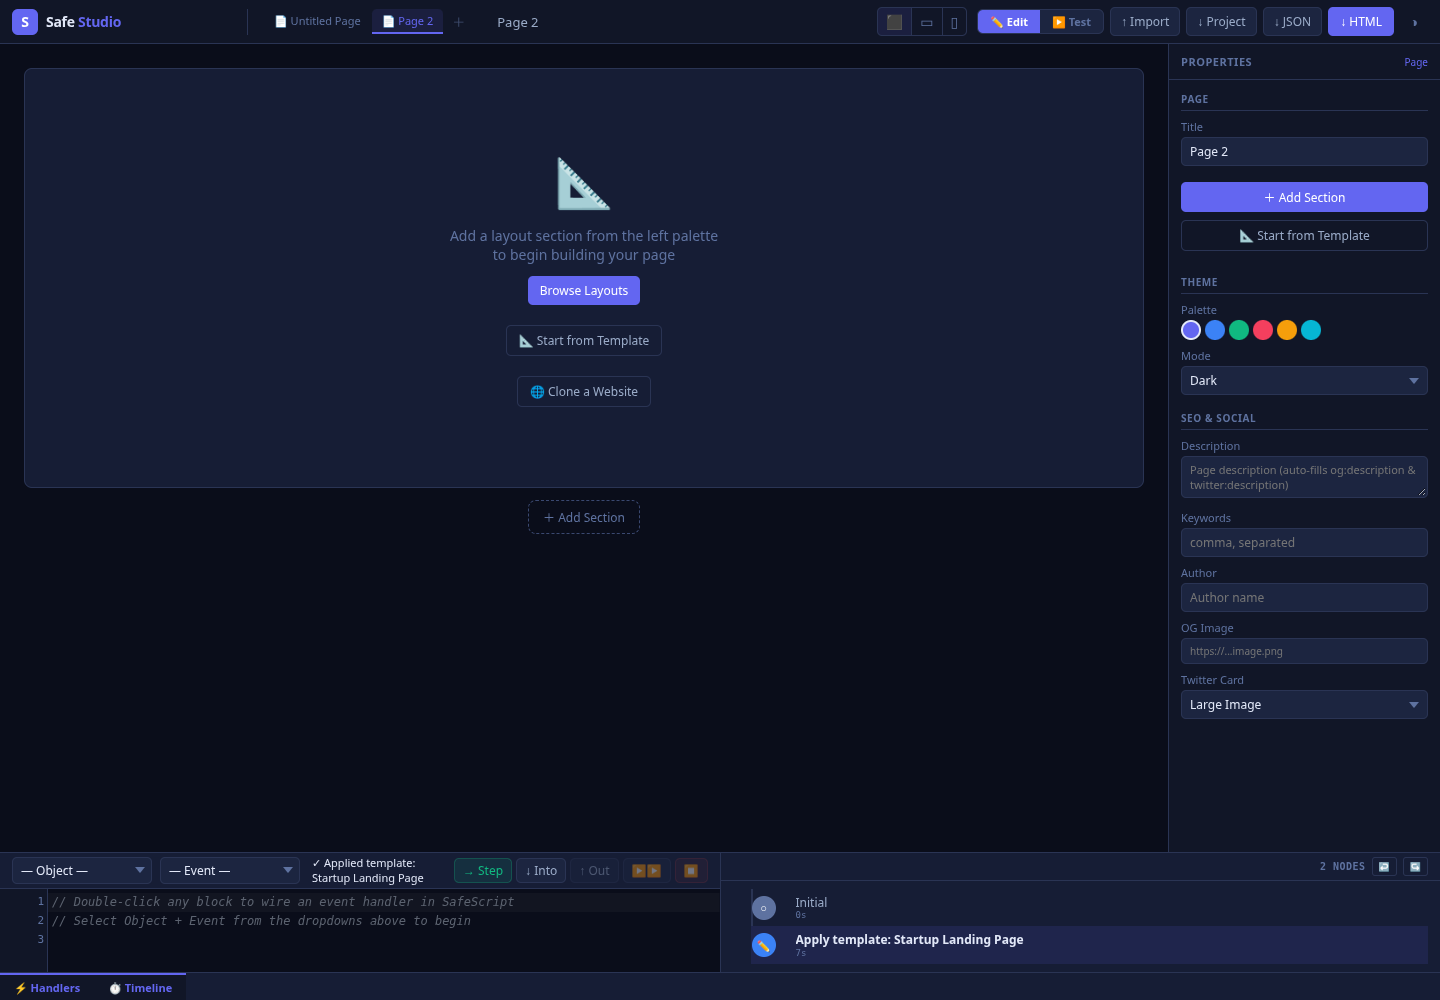 S Safe Studio
📄 Untitled Page 📄 Page 2 + Page 2
✏️ Edit ▶️ Test ↑ Import ↓ Project ↓ JSON ↓ HTML
Add a layout section from the left palette
to begin building your page
Browse Layouts
📐 Start from Template
🌐 Clone a Website
+ Add Section
PROPERTIES Page
PAGE
Title
Page 2
+ Add Section
📐 Start from Template
THEME
Palette
Mode
Dark
SEO & SOCIAL
Description
Page description (auto-fills og:description &
twitter:description)
Keywords
comma, separated
Author
Author name
OG Image
https://...image.png
Twitter Card
Large Image
— Object — — Event —
✓ Applied template:
Startup Landing Page
→ Step ↓ Into ↑ Out
1 // Double-click any block to wire an event handler in SafeScript
2 // Select Object + Event from the dropdowns above to begin
3
2 NODES
Initial
0s
Apply template: Startup Landing Page
7s
⚡ Handlers ⏱️ Timeline